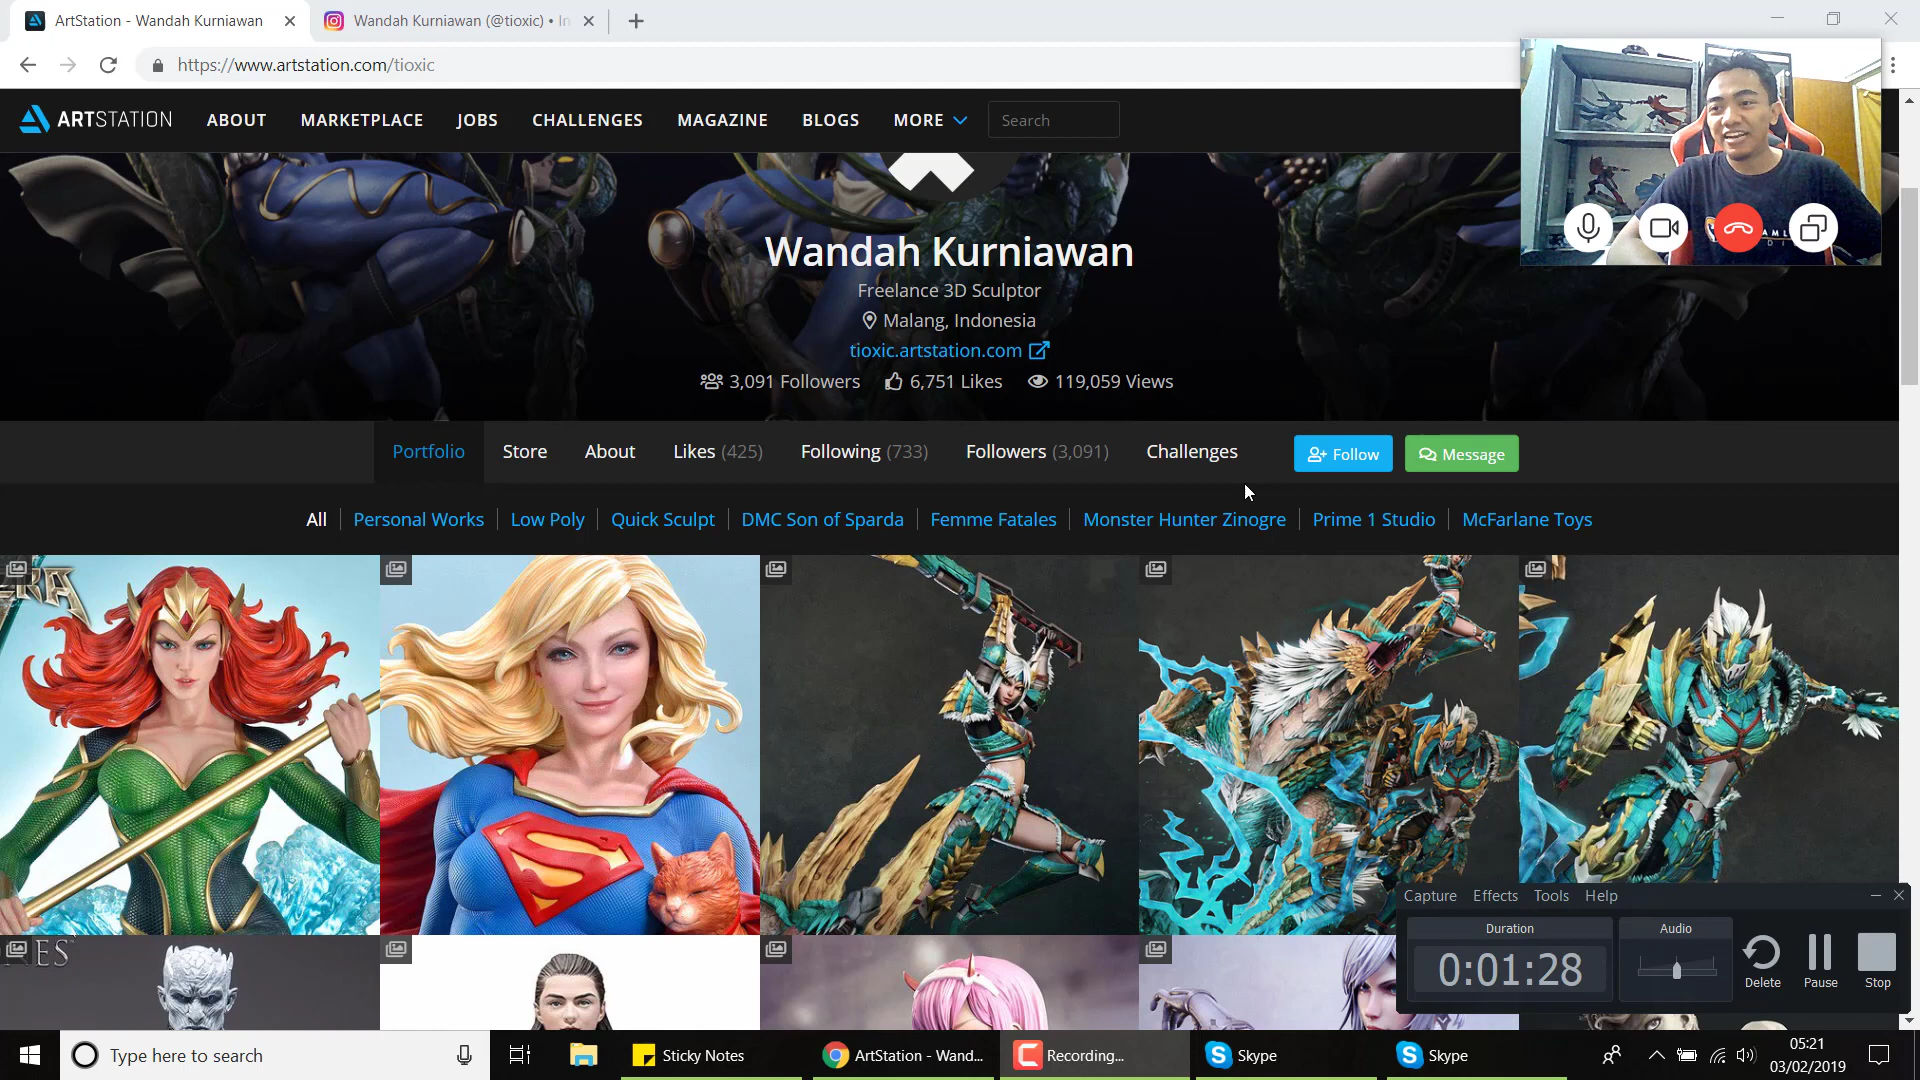 ArtStation - Wandah Kurniawan
Wandah Kurniawan (@tioxic) • In
https://www.artstation.com/tioxic
ARTSTATION
ABOUT
MARKETPLACE
JOBS
CHALLENGES
MAGAZINE
BLOGS
MORE
Search
Wandah Kurniawan
Freelance 3D Sculptor
Malang, Indonesia
tioxic.artstation.com
3,091 Followers
6,751 Likes
119,059 Views
Portfolio
Store
About
Likes (425)
Following (733)
Followers (3,091)
Challenges
Follow
Message
All
Personal Works
Low Poly
Quick Sculpt
DMC Son of Sparda
Femme Fatales
Monster Hunter Zinogre
Prime 1 Studio
McFarlane Toys
ERA
ES
Capture
Effects
Tools
Help
Duration
Audio
0:01:28
Delete
Pause
Stop
Type here to search
Sticky Notes
ArtStation - Wand...
Recording...
Skype
Skype
05:21
03/02/2019